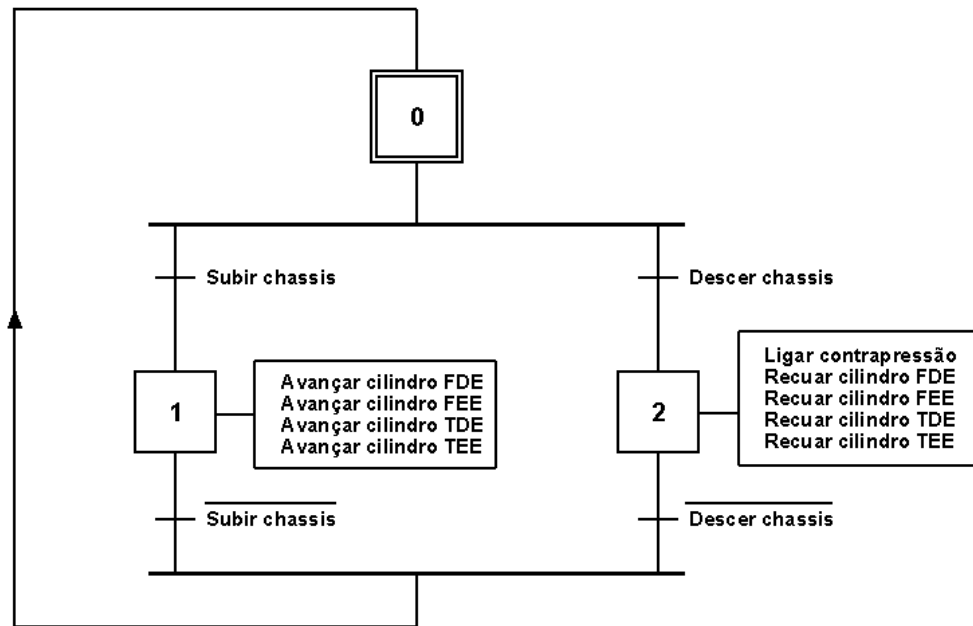 0
Subir chassis
Descer chassis
1
Avançar cilindro FDE
Avançar cilindro FEE
Avançar cilindro TDE
Avançar cilindro TEE
2
Ligar contrapressão
Recuar cilindro FDE
Recuar cilindro FEE
Recuar cilindro TDE
Recuar cilindro TEE
Subir chassis
Descer chassis